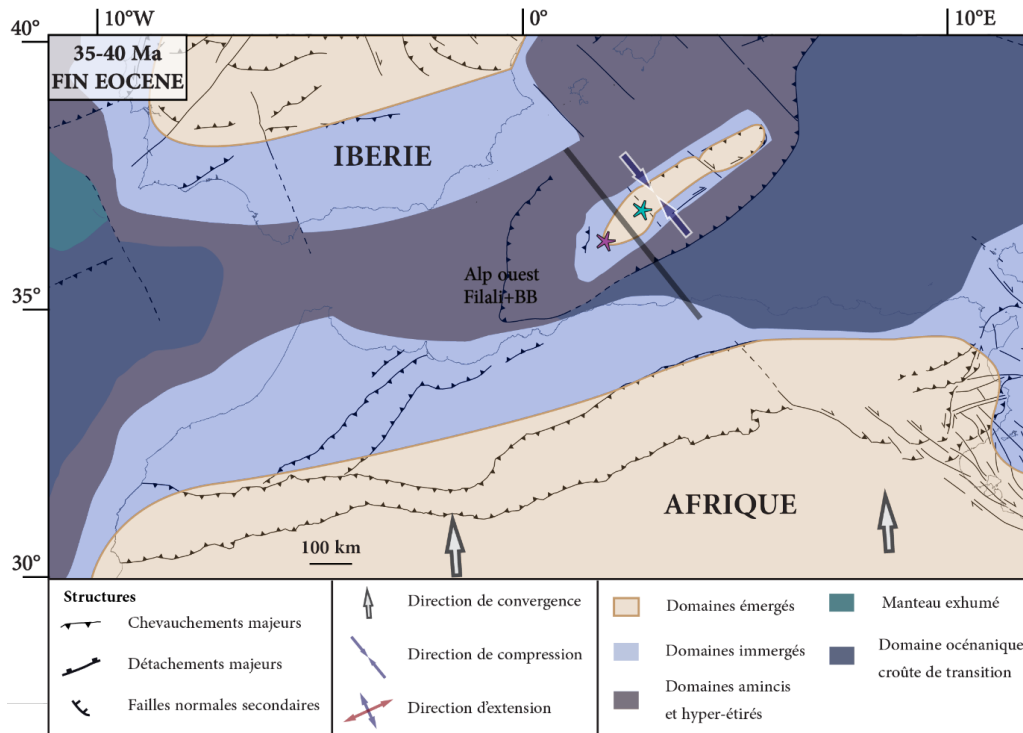 10°W
0°
10°E
40°
35-40 Ma
FIN EOCENE
IBERIE
Alp ouest
Filali+BB
35°
AFRIQUE
100 km
30°
Structures
Chevauchements majeurs
Détachements majeurs
Failles normales secondaires
Direction de convergence
Direction de compression
Direction d'extension
Domaines émergés
Domaines immergés
Domaines amincis
et hyper-étirés
Manteau exhumé
Domaine océnanique
croûte de transition